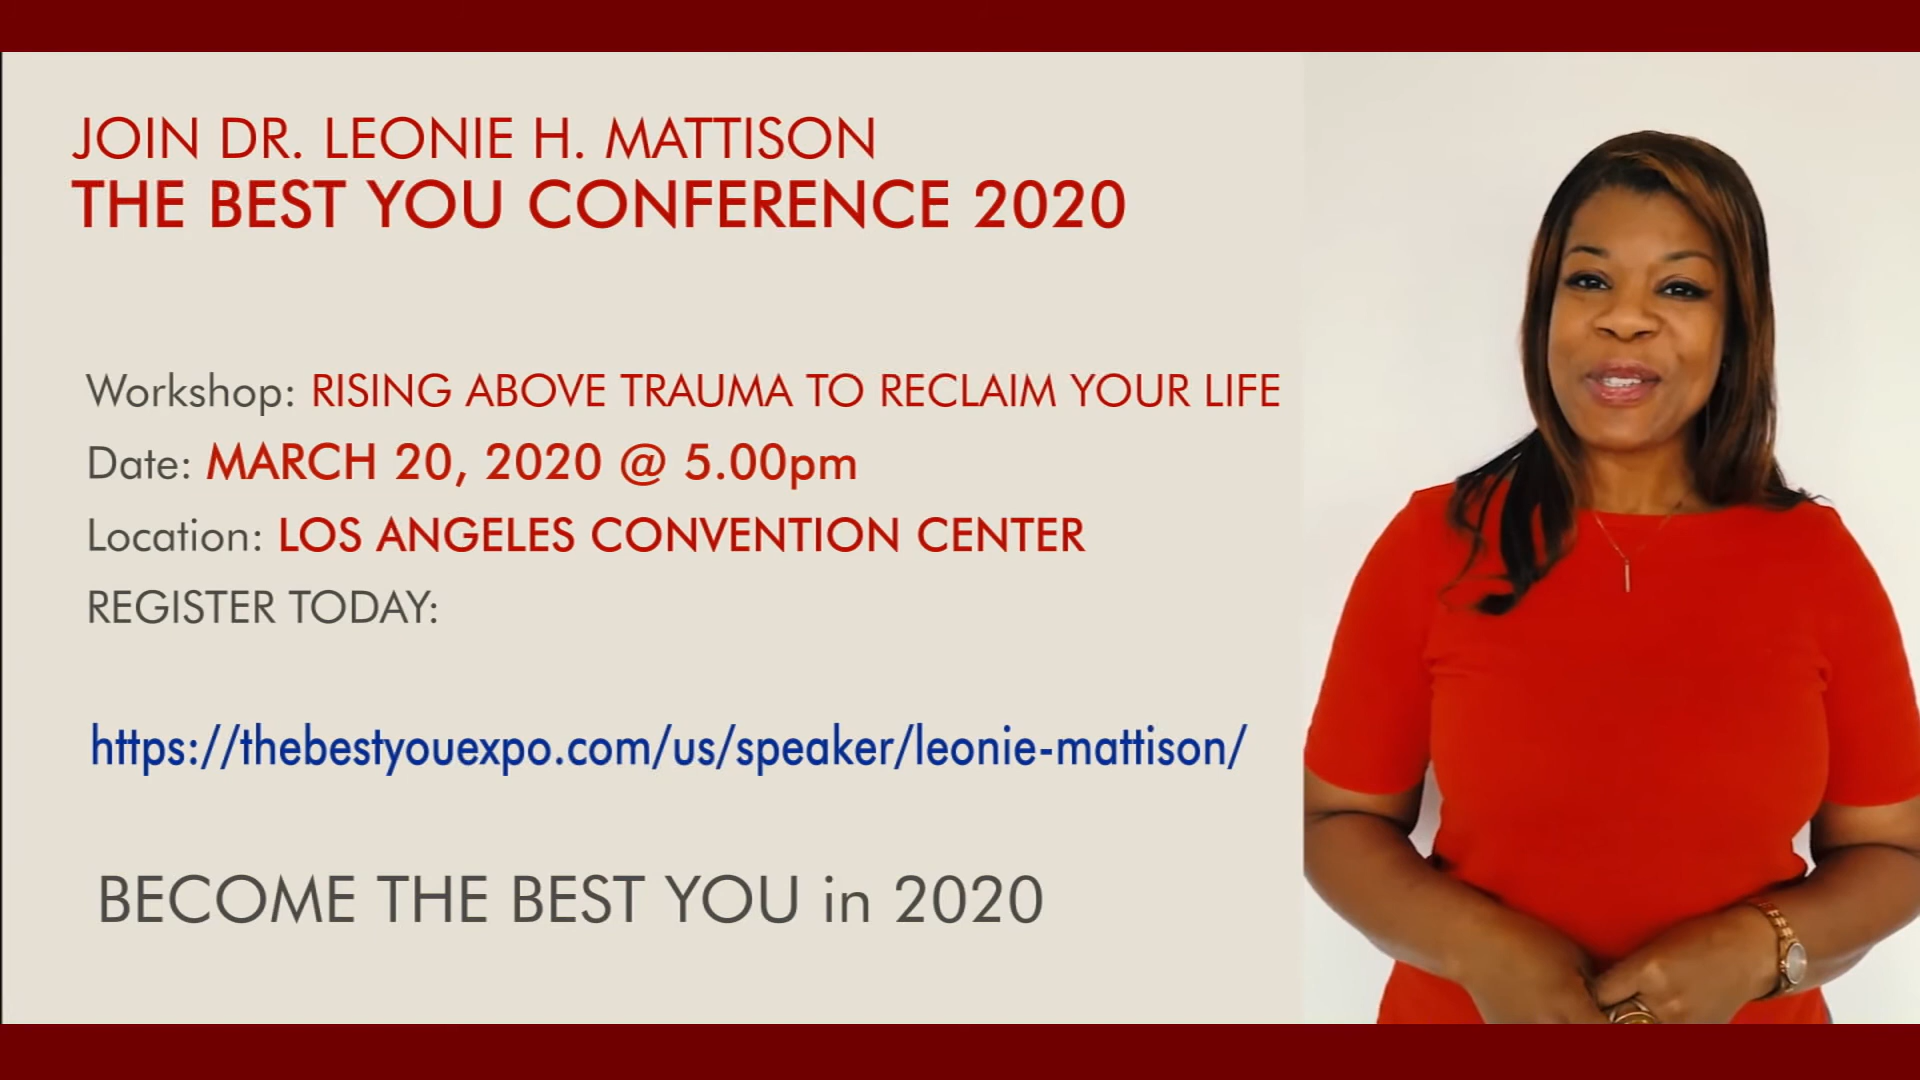 JOIN DR. LEONIE H. MATTISON
THE BEST YOU CONFERENCE 2020
Workshop: RISING ABOVE TRAUMA TO RECLAIM YOUR LIFE
Date: MARCH 20, 2020 @ 5.00pm
Location: LOS ANGELES CONVENTION CENTER
REGISTER TODAY:
https://thebestyouexpo.com/us/speaker/leonie-mattison/
BECOME THE BEST YOU in 2020